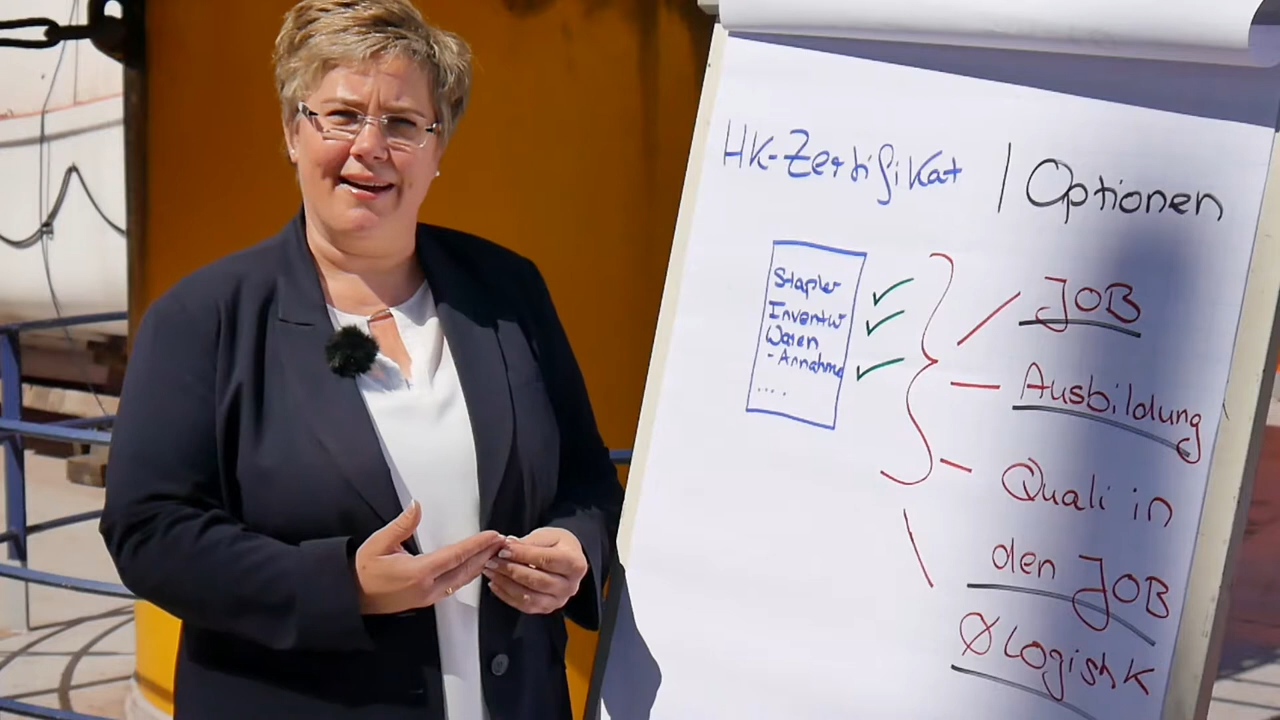 HK-Zertifikat | Optionen
Stapler
Inventur
Waren
- Annahme
....
JOB
Ausbildung
Quali in
den JOB
Ø Logistik